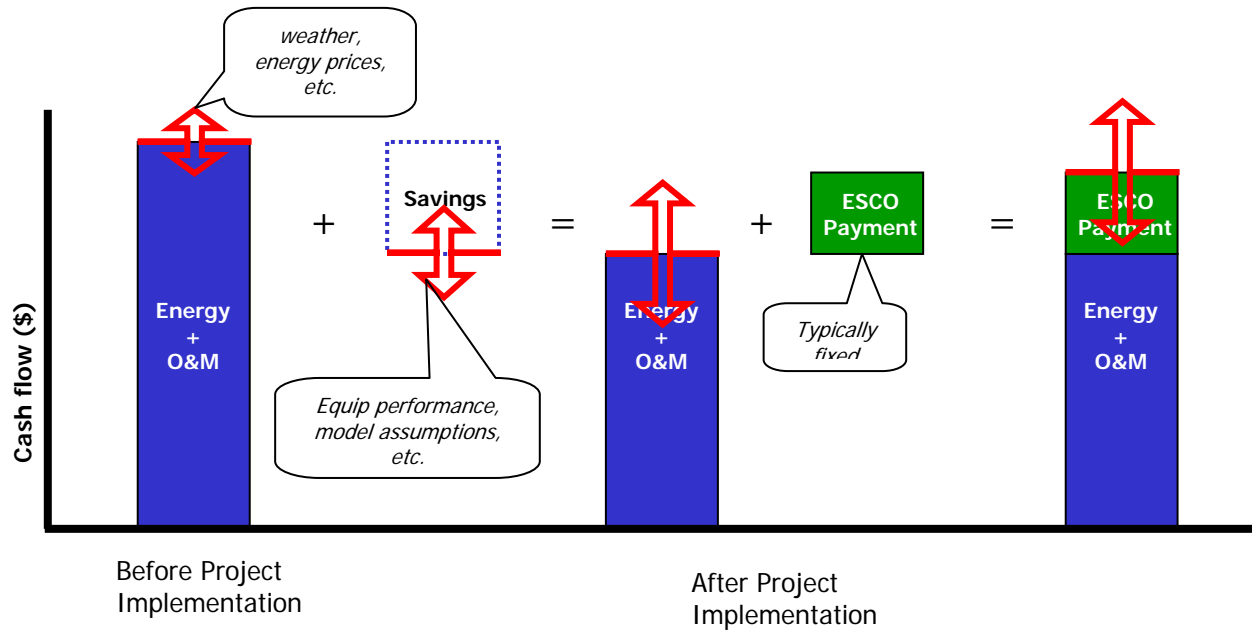 weather,
energy prices,
etc.
Cash flow ($)
Energy
+
O&M
+
Savings
=
Energy
+
O&M
+
ESCO
Payment
=
ESCO
Payment
Energy
+
O&M
Typically
fixed
Equip performance,
model assumptions,
etc.
Before Project
Implementation
After Project
Implementation